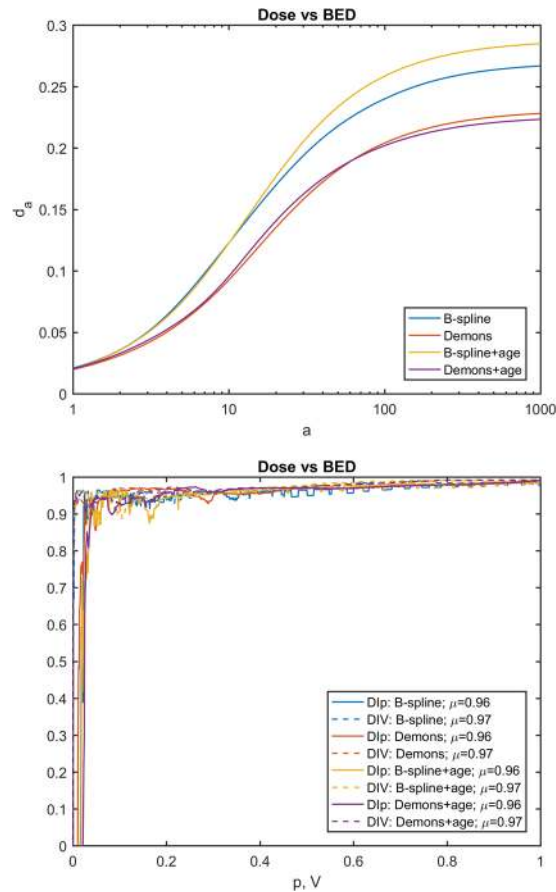 Dose vs BED
0.3
0.25
0.2
0.15
0.1
0.05
0
d_a
B-spline
Demons
B-spline+age
Demons+age
1 10 100 1000
a
Dose vs BED
1
0.9
0.8
0.7
0.6
0.5
0.4
0.3
0.2
0.1
0
DIp: B-spline; μ=0.96
DIV: B-spline; μ=0.97
DIp: Demons; μ=0.96
DIV: Demons; μ=0.97
DIp: B-spline+age; μ=0.96
DIV: B-spline+age; μ=0.97
DIp: Demons+age; μ=0.96
DIV: Demons+age; μ=0.97
0 0.2 0.4 0.6 0.8 1
p, V